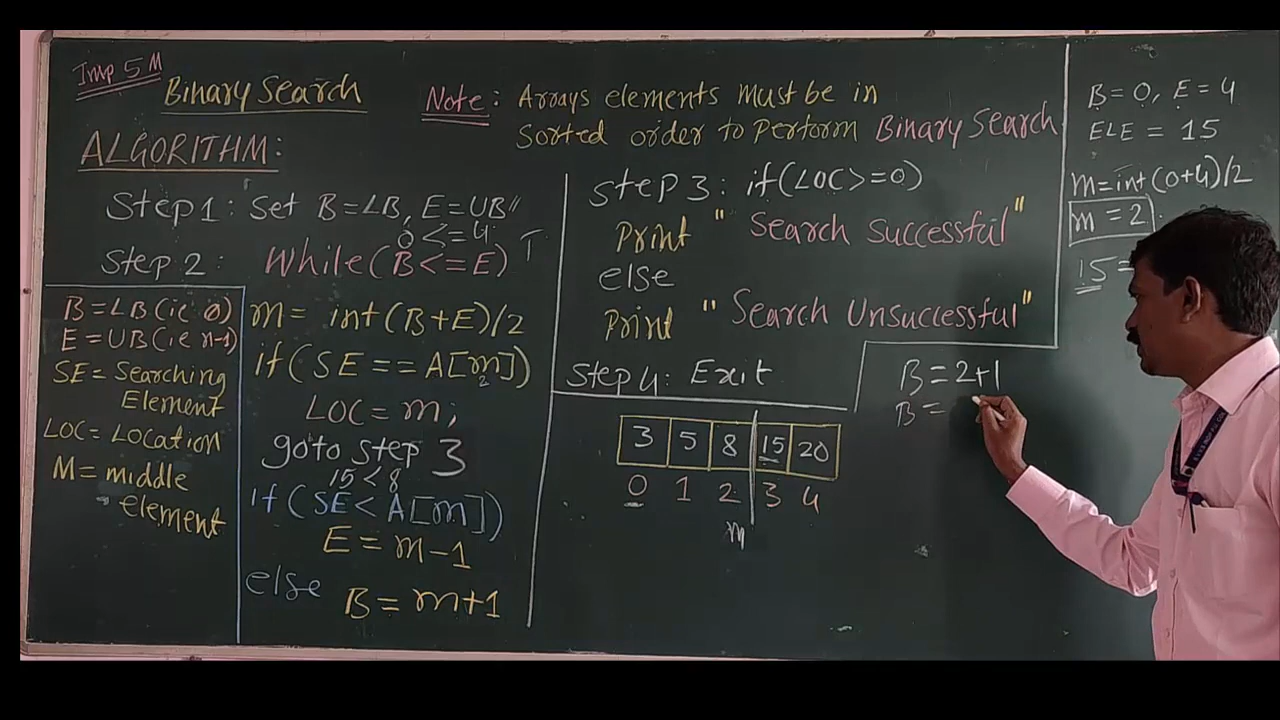 Imp 5M
Binary Search
Note: Arrays elements must be in
Sorted order to Perform Binary Search
ALGORITHM:
Step1: Set B=LB, E=UB"
0<=4
Step 2: While(B<=E) T
B=LB(ie 0)
E=UB(ie n-1)
SE=Searching
Element
LOC=LOcation
M=middle
element
m= int(B+E)/2
if(SE==A[m])
2
LOC=m;
goto step 3
15<8
if(SE<A[m])
E=m-1
else
B=m+1
Step 3: if(LOC>=0)
Print "Search Successful"
else
Print "Search Unsuccessful"
Step 4: Exit
3 5 8 15 20
0 1 2 3 4
m
B=2+1
B=
B=0, E=4
ELE=15
m=int(0+4)/2
m=2
15=